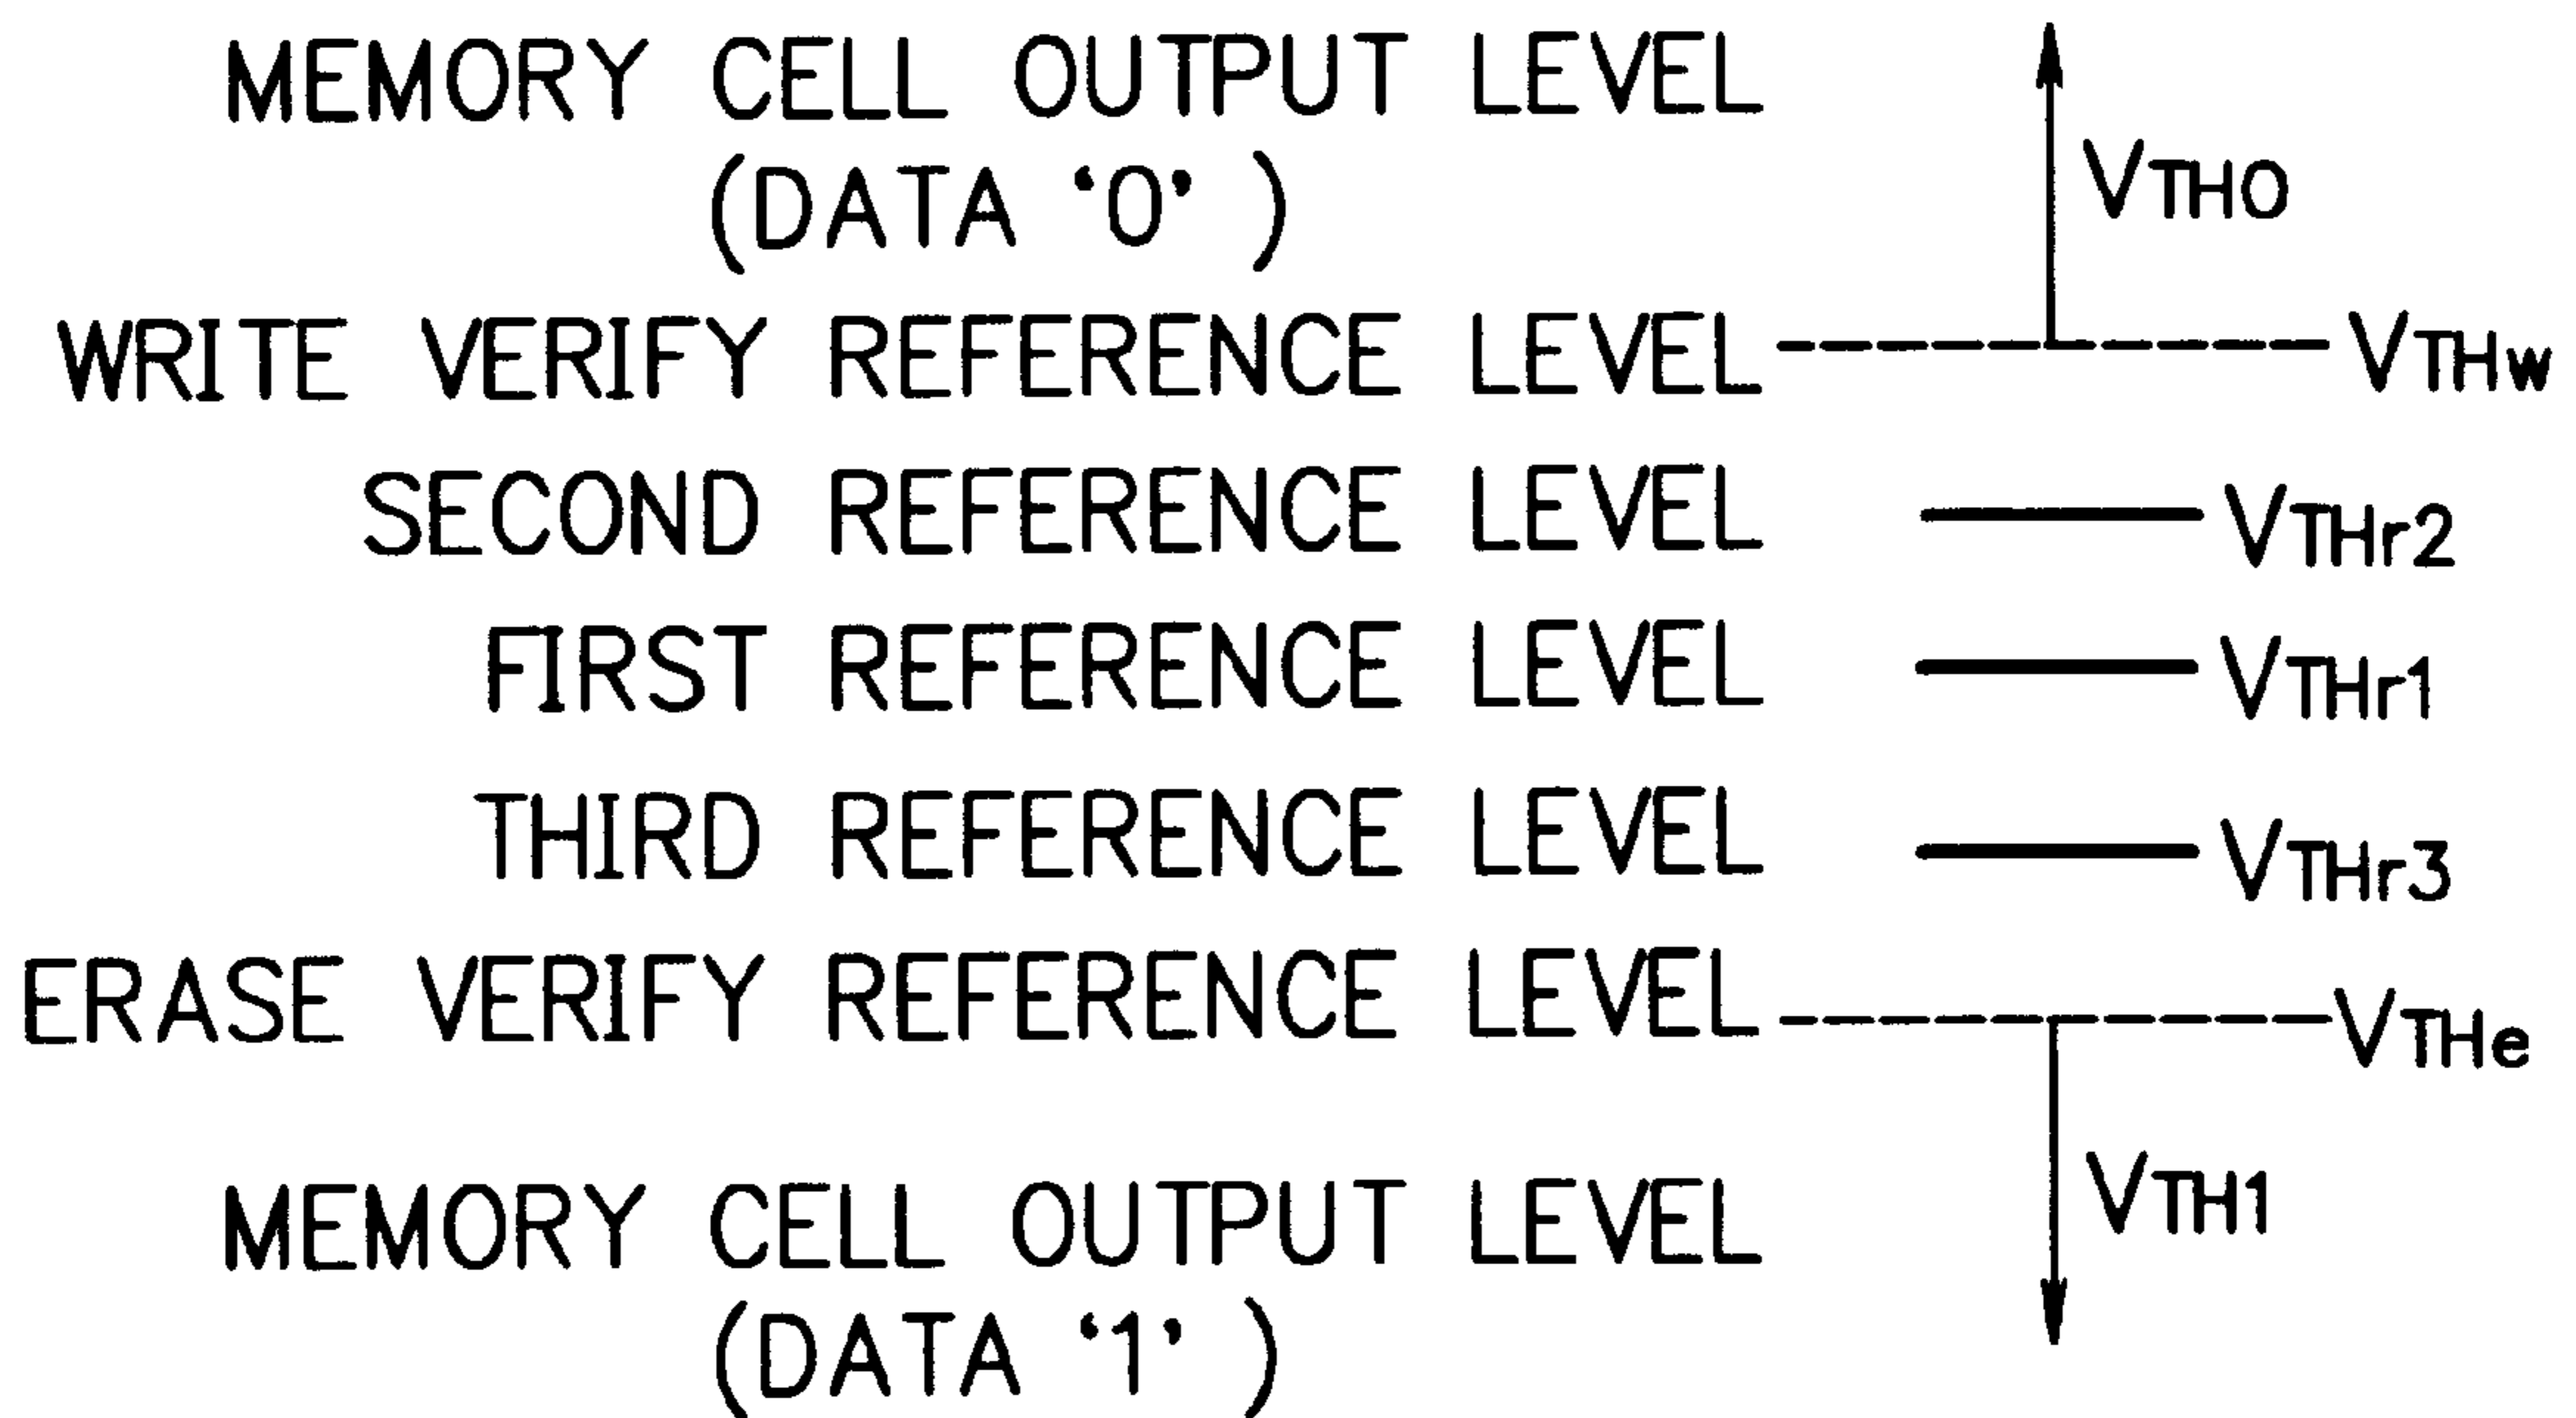 MEMORY CELL OUTPUT LEVEL
(DATA ‘0’ )
VTH0
WRITE VERIFY REFERENCE LEVEL VTHw
SECOND REFERENCE LEVEL VTHr2
FIRST REFERENCE LEVEL VTHr1
THIRD REFERENCE LEVEL VTHr3
ERASE VERIFY REFERENCE LEVEL VTHe
MEMORY CELL OUTPUT LEVEL VTH1
(DATA ‘1’ )